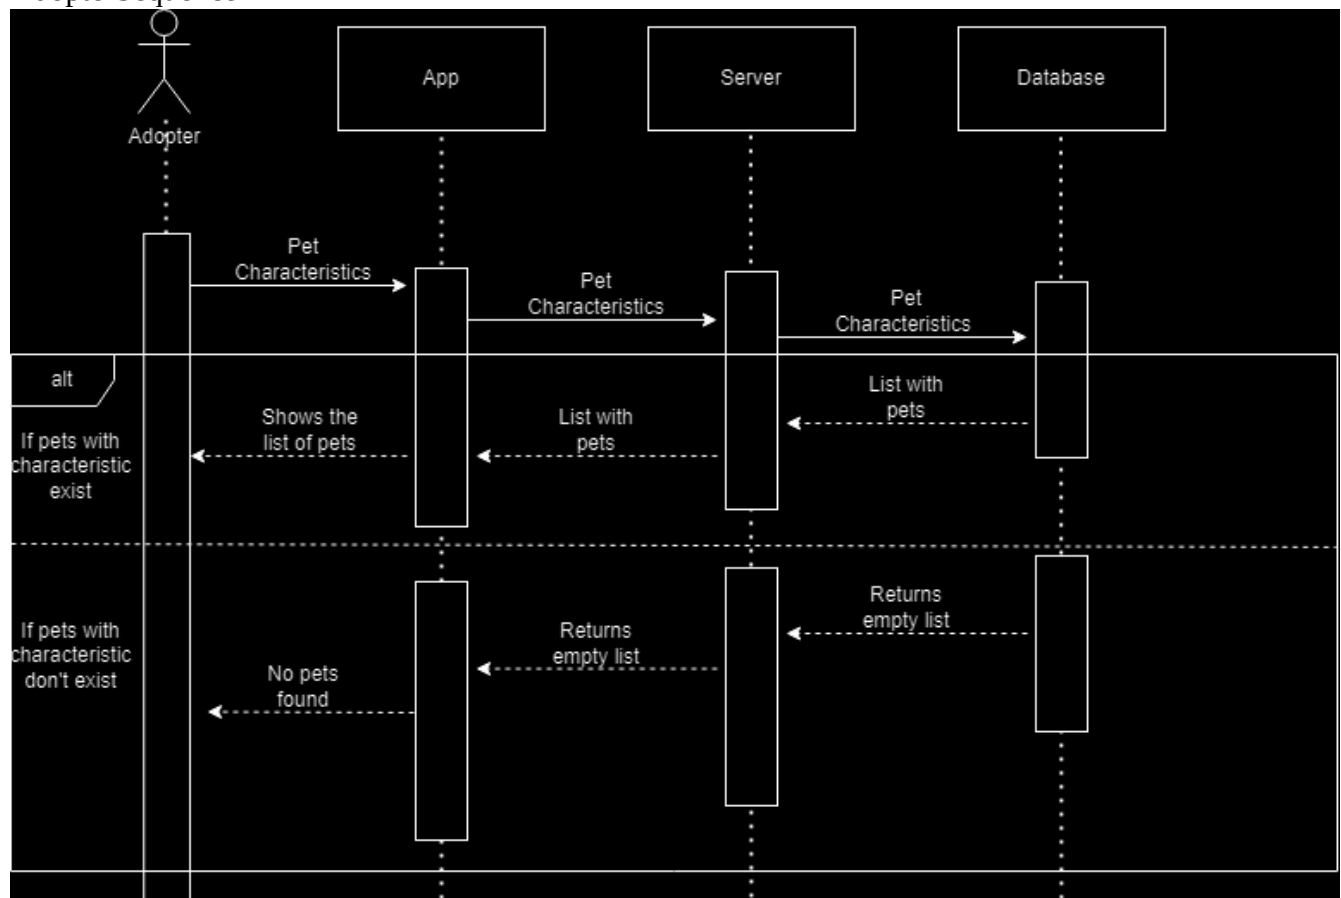 Adopter
App
Server
Database
Pet
Characteristics
Pet
Characteristics
Pet
Characteristics
alt
If pets with
characteristic
exist
List with
pets
List with
pets
Shows the
list of pets
If pets with
characteristic
don't exist
Returns
empty list
Returns
empty list
No pets
found